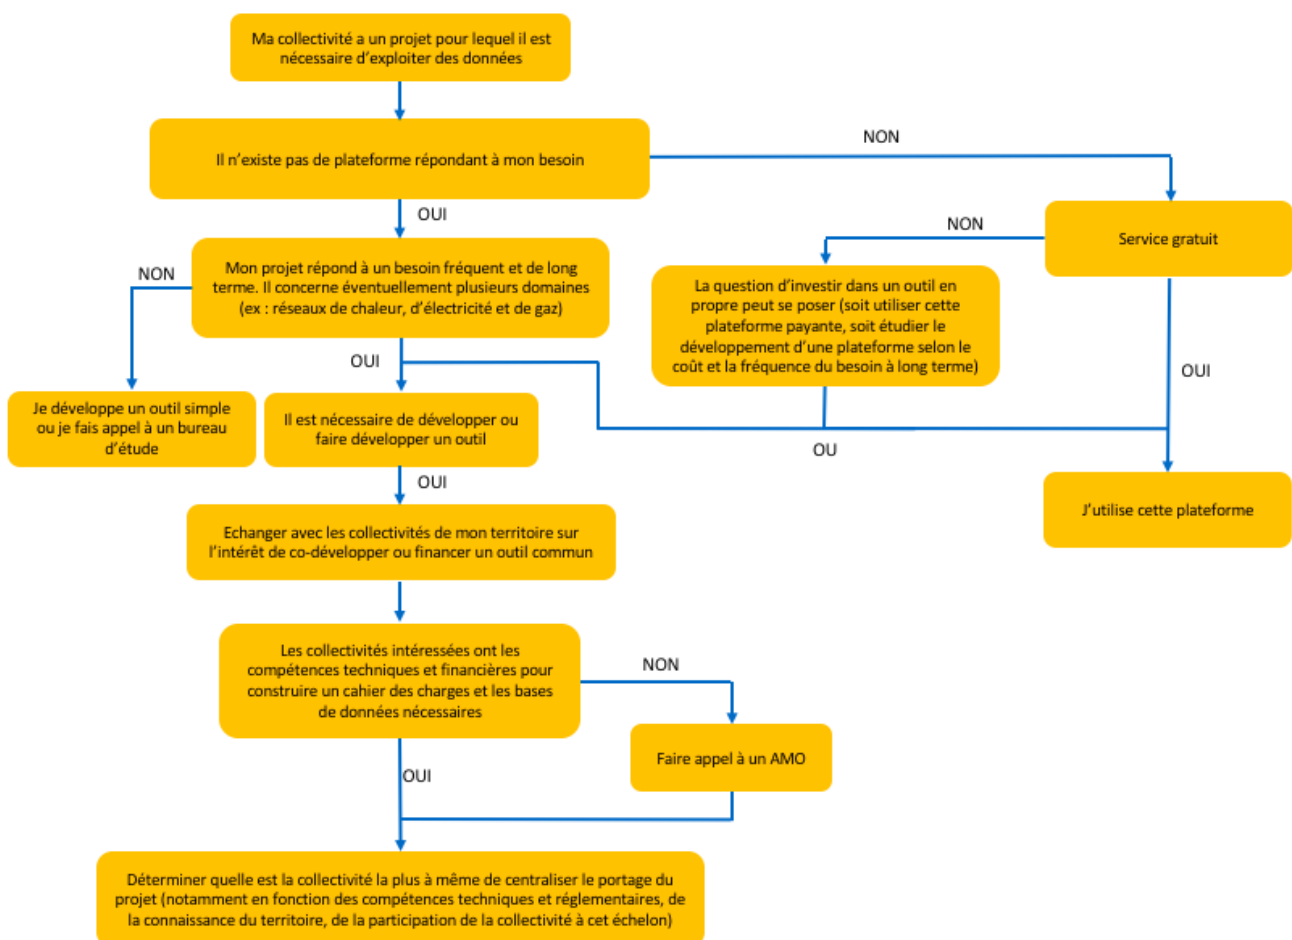 Ma collectivité a un projet pour lequel il est
nécessaire d'exploiter des données
NON
Il n'existe pas de plateforme répondant à mon besoin
OUI
NON
Service gratuit
NON
Mon projet répond à un besoin fréquent et de long
terme. Il concerne éventuellement plusieurs domaines
(ex : réseaux de chaleur, d'électricité et de gaz)
La question d'investir dans un outil en
propre peut se poser (soit utiliser cette
plateforme payante, soit étudier le
développement d'une plateforme selon le
coût et la fréquence du besoin à long terme)
OUI
OUI
Je développe un outil simple
ou je fais appel à un bureau
d'étude
Il est nécessaire de développer ou
faire développer un outil
OU
OUI
J'utilise cette plateforme
Echanger avec les collectivités de mon territoire sur
l'intérêt de co-développer ou financer un outil commun
Les collectivités intéressées ont les
compétences techniques et financières pour
construire un cahier des charges et les bases
de données nécessaires
NON
Faire appel à un AMO
OUI
Déterminer quelle est la collectivité la plus à même de centraliser le portage du
projet (notamment en fonction des compétences techniques et réglementaires, de
la connaissance du territoire, de la participation de la collectivité à cet échelon)